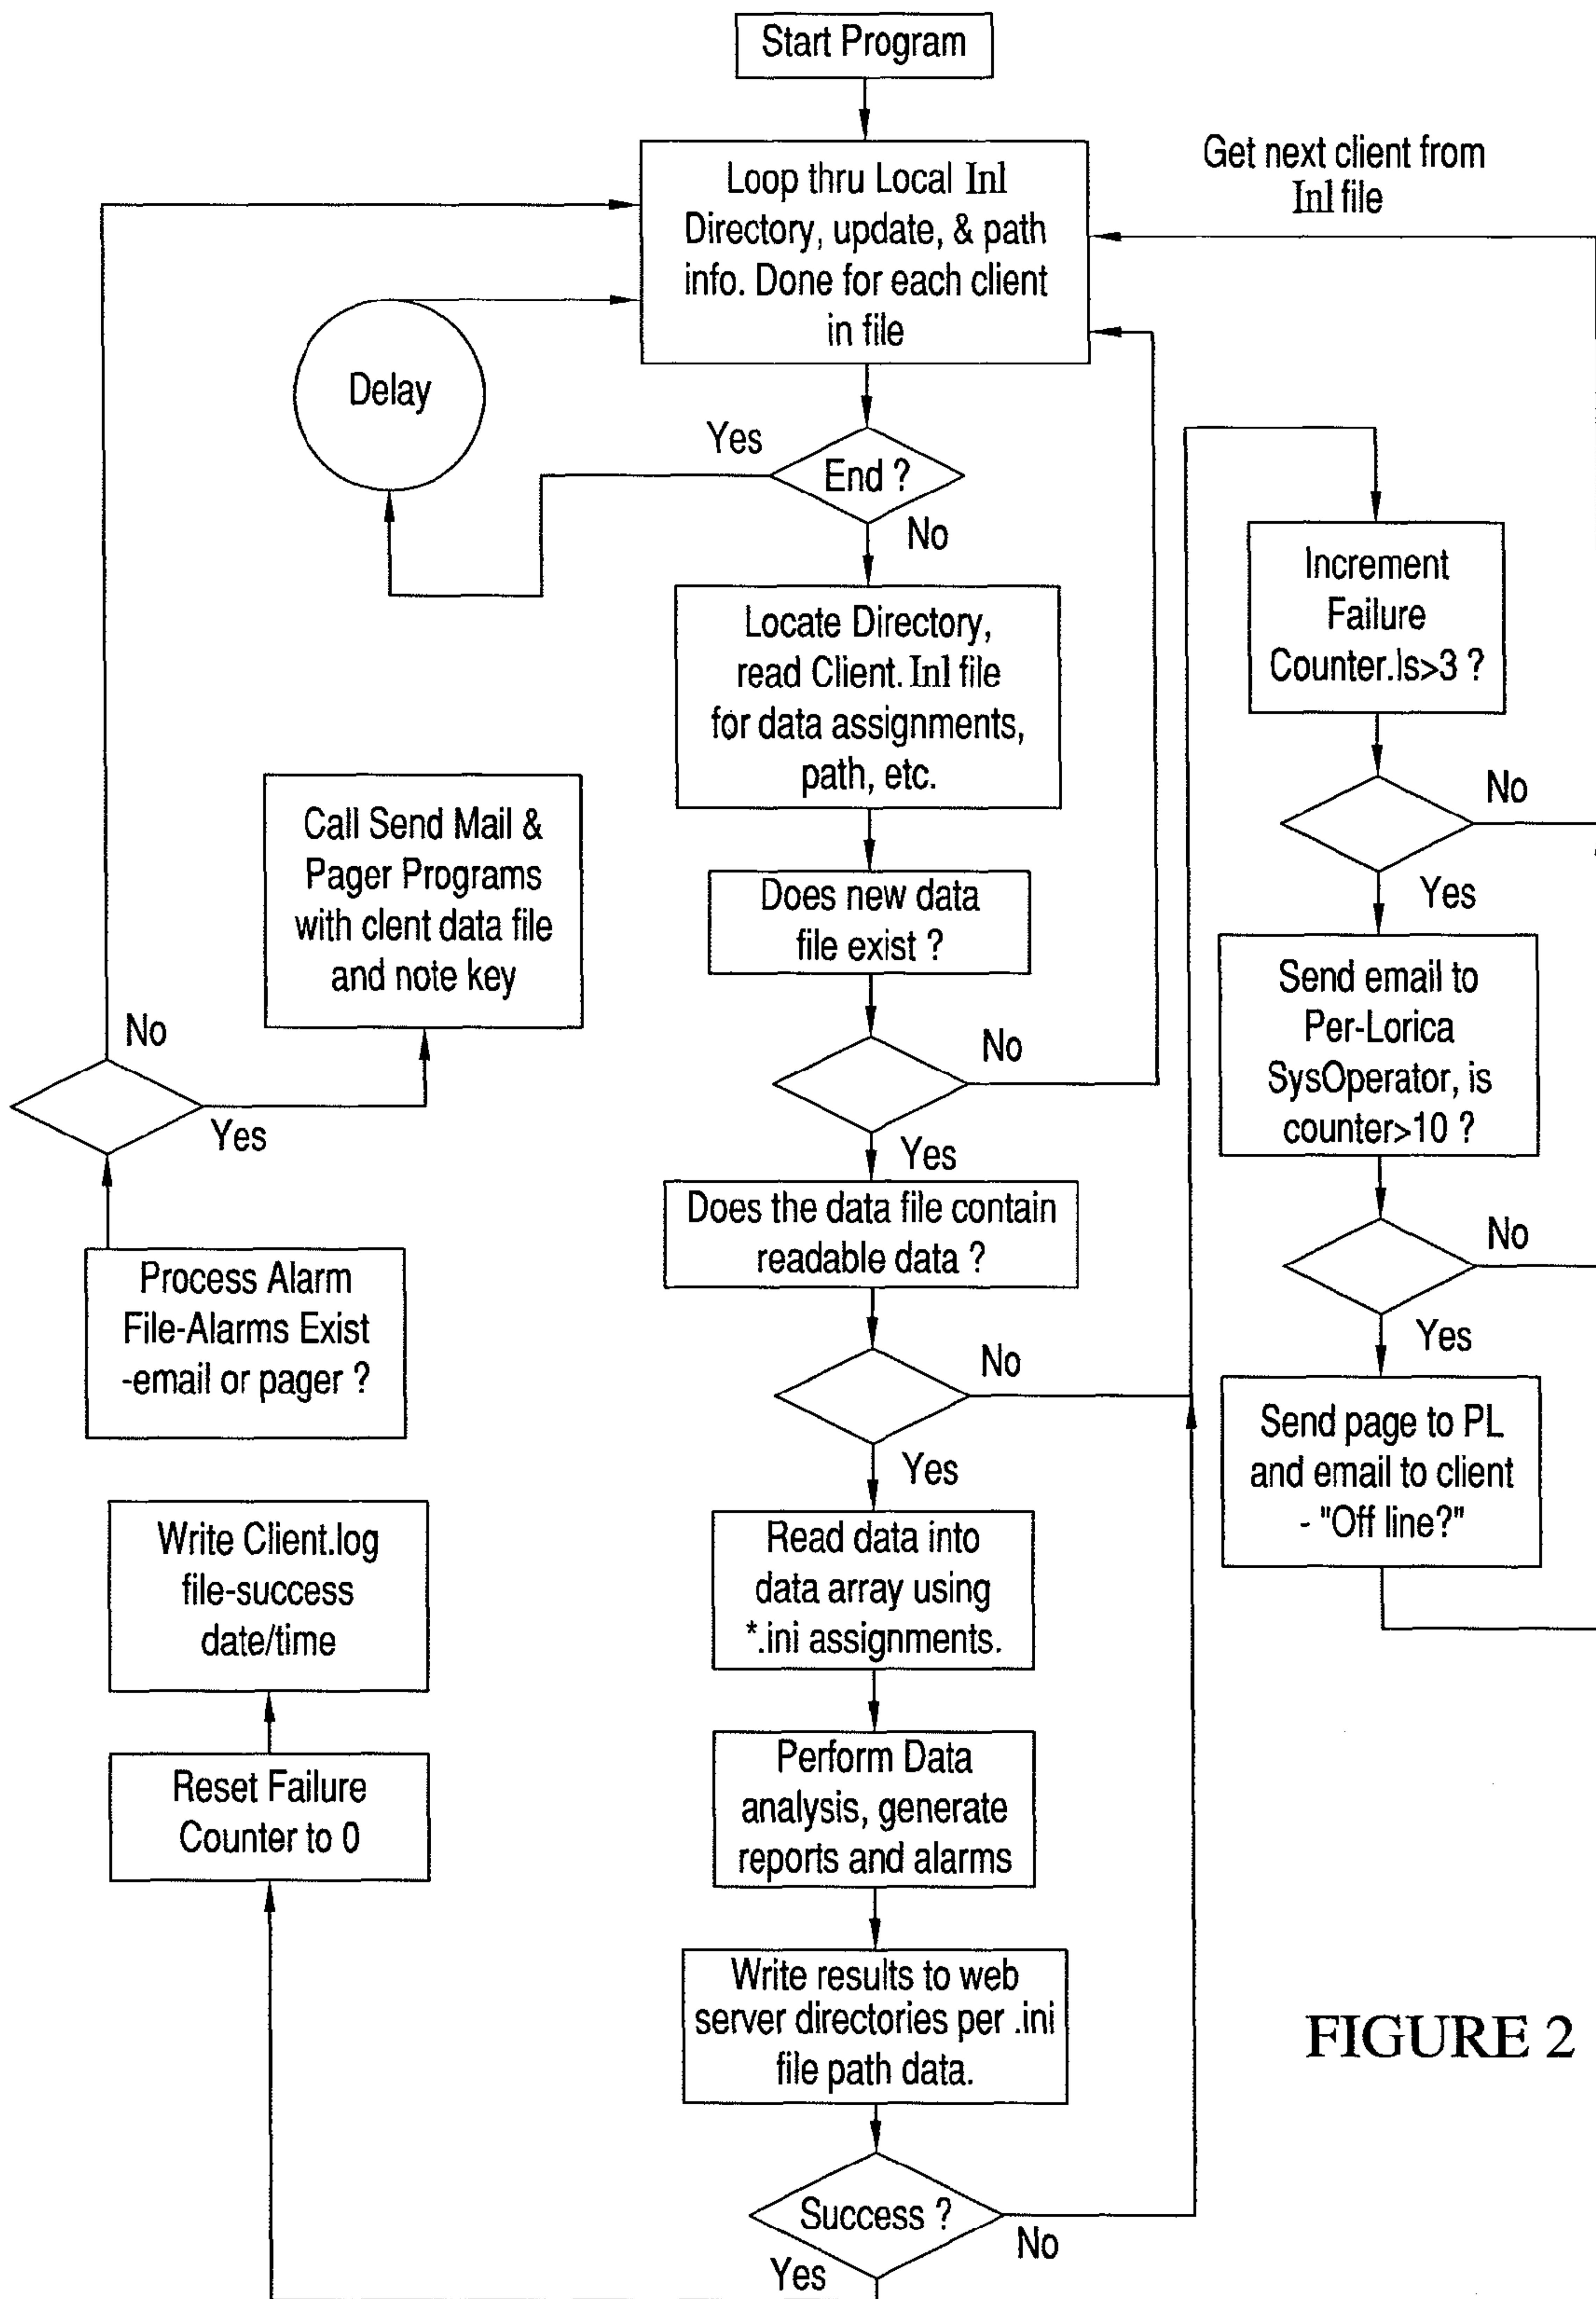 Start Program
Loop thru Local Inl
Directory, update, & path
info. Done for each client
in file
Get next client from
Inl file
Delay
Yes
End ?
No
Locate Directory,
read Client. Inl file
for data assignments,
path, etc.
Increment
Failure
Counter.Is>3 ?
No
Yes
Call Send Mail &
Pager Programs
with clent data file
and note key
Does new data
file exist ?
No
Yes
Send email to
Per-Lorica
SysOperator, is
counter>10 ?
No
Yes
No
Yes
Process Alarm
File-Alarms Exist
-email or pager ?
Does the data file contain
readable data ?
No
Yes
Send page to PL
and email to client
- "Off line?"
Write Client.log
file-success
date/time
Read data into
data array using
*.ini assignments.
Reset Failure
Counter to 0
Perform Data
analysis, generate
reports and alarms
Write results to web
server directories per .ini
file path data.
Success ?
No
Yes
FIGURE 2